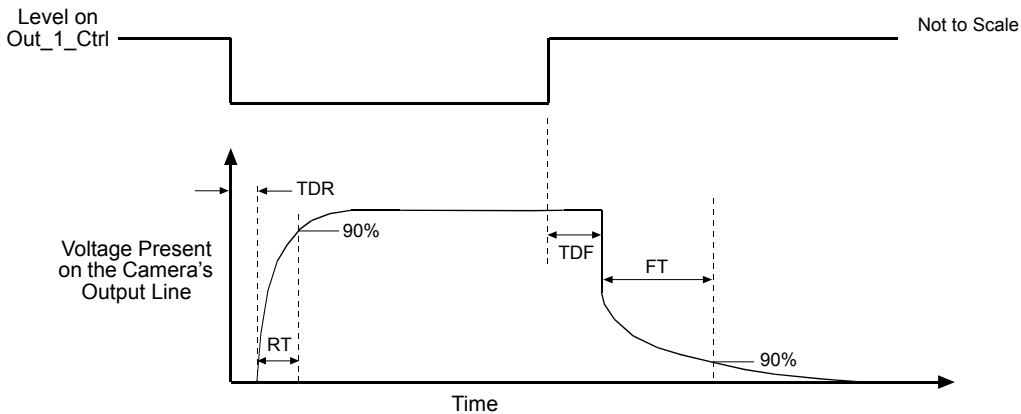 Level on
Out_1_Ctrl
Not to Scale
TDR
90%
Voltage Present
on the Camera's
Output Line
TDF
FT
RT
90%
Time